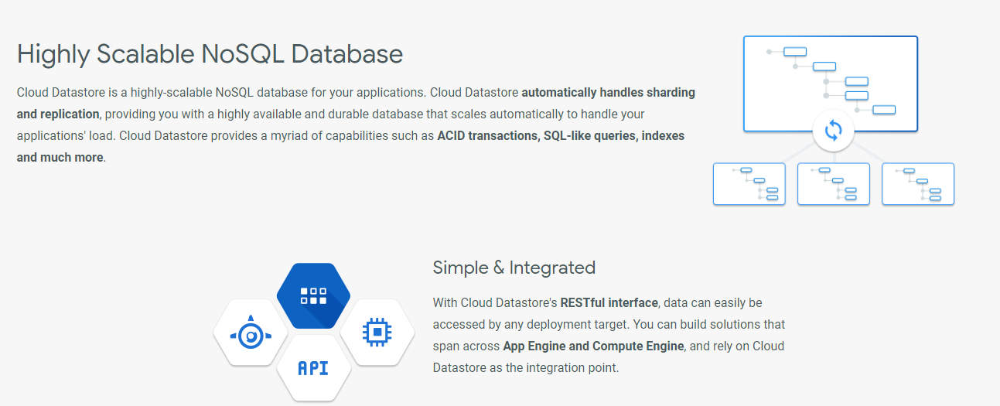 Highly Scalable NoSQL Database
Cloud Datastore is a highly-scalable NoSQL database for your applications. Cloud Datastore automatically handles sharding
and replication, providing you with a highly available and durable database that scales automatically to handle your
applications' load. Cloud Datastore provides a myriad of capabilities such as ACID transactions, SQL-like queries, indexes
and much more.
Simple & Integrated
With Cloud Datastore's RESTful interface, data can easily be
accessed by any deployment target. You can build solutions that
span across App Engine and Compute Engine, and rely on Cloud
Datastore as the integration point.
API